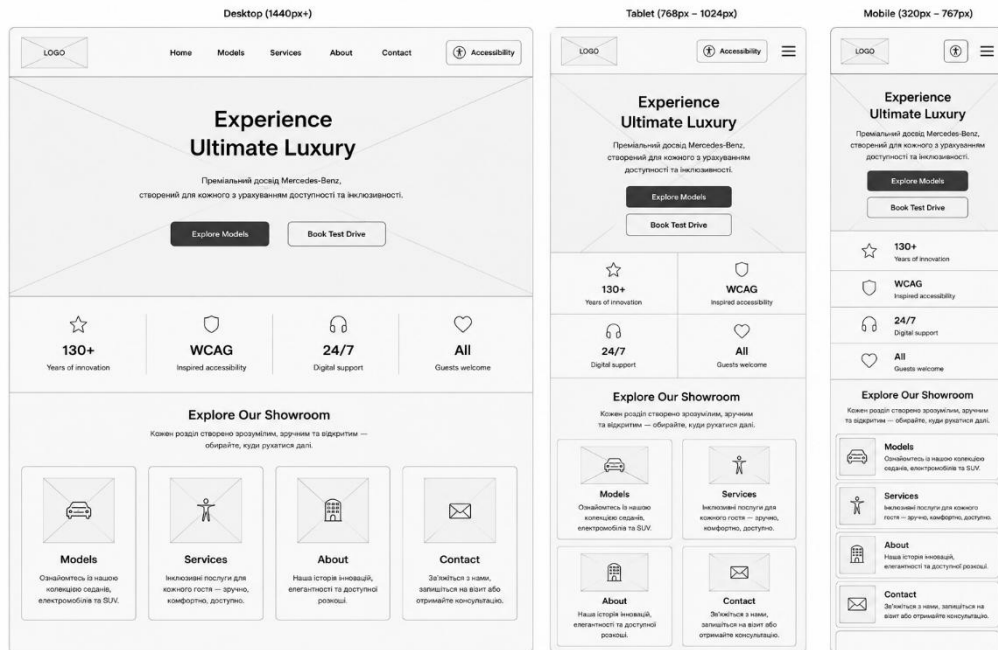 Desktop (1440px+)
LOGO
Home Models Services About Contact
Accessibility
Experience
Ultimate Luxury
Преміальний досвід Mercedes-Benz,
створений для кожного з урахуванням доступності та інклюзивності.
Explore Models
Book Test Drive
130+
Years of innovation
WCAG
Inspired accessibility
24/7
Digital support
All
Guests welcome
Explore Our Showroom
Кожен розділ створено зрозумілим, зручним та відкритим —
обирайте, куди рухатися далі.
Models
Ознайомтесь із нашою
колекцією седанів,
електромобілів та SUV.
Services
Інклюзивні послуги для
кожного гостя — зручно,
комфортно, доступно.
About
Наша історія інновацій,
елегантності та доступної
розкоші.
Contact
Зв'яжіться з нами,
запишіться на візит або
отримайте консультацію.
Tablet (768px – 1024px)
LOGO
Accessibility
Experience
Ultimate Luxury
Преміальний досвід Mercedes-Benz,
створений для кожного з урахуванням
доступності та інклюзивності.
Explore Models
Book Test Drive
130+
Years of innovation
WCAG
Inspired accessibility
24/7
Digital support
All
Guests welcome
Explore Our Showroom
Кожен розділ створено зрозумілим, зручним
та відкритим — обирайте, куди рухатися далі.
Models
Ознайомтесь із нашою
колекцією седанів,
електромобілів та SUV.
Services
Інклюзивні послуги для
кожного гостя — зручно,
комфортно, доступно.
About
Наша історія інновацій,
елегантності та доступної
розкоші.
Contact
Зв'яжіться з нами,
запишіться на візит або
отримайте консультацію.
Mobile (320px – 767px)
LOGO
Experience
Ultimate Luxury
Преміальний досвід Mercedes-Benz,
створений для кожного з урахуванням
доступності та інклюзивності.
Explore Models
Book Test Drive
130+
Years of innovation
WCAG
Inspired accessibility
24/7
Digital support
All
Guests welcome
Explore Our Showroom
Кожен розділ створено зрозумілим, зручним
та відкритим — обирайте, куди рухатися далі.
Models
Ознайомтесь із нашою колекцією
седанів, електромобілів та SUV.
Services
Інклюзивні послуги для кожного
гостя — зручно, комфортно, доступно.
About
Наша історія інновацій,
елегантності та доступної розкоші.
Contact
Зв'яжіться з нами, запишіться на
візит або отримайте консультацію.